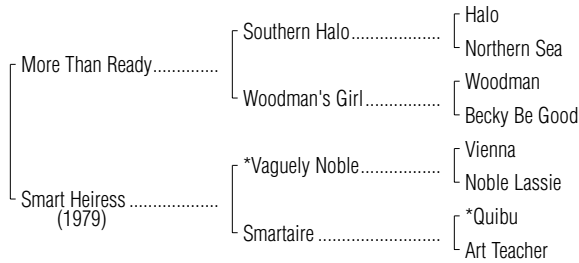 Halo
Southern Halo
Northern Sea
More Than Ready
Woodman
Woodman's Girl
Becky Be Good
Vienna
*Vaguely Noble
Noble Lassie
Smart Heiress
(1979)
*Quibu
Smartaire
Art Teacher